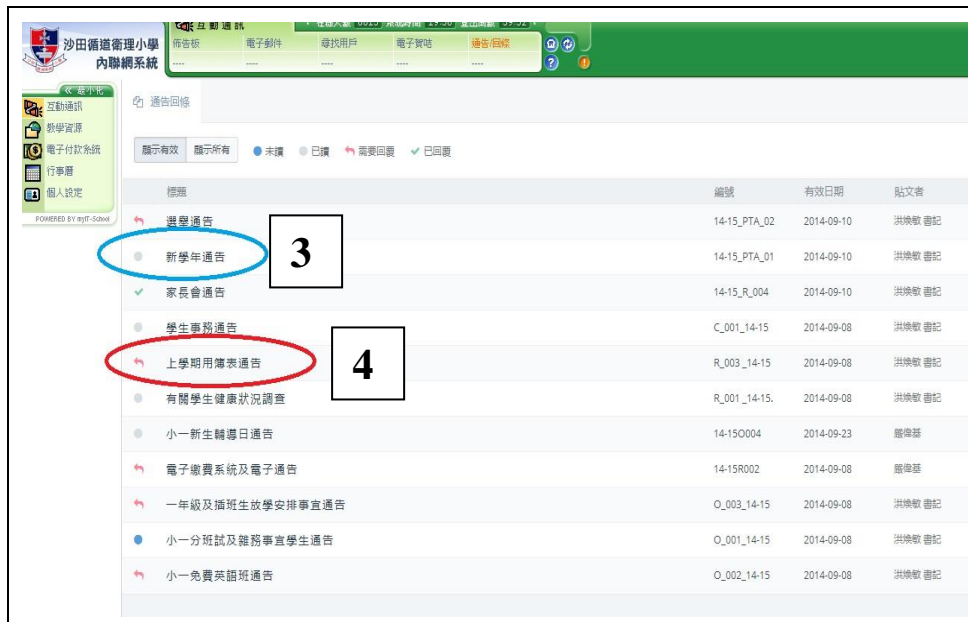 互動通訊
沙田循道衞理小學
內聯網系統
佈告板 電子郵件 尋找用戶 電子賀咭 通告/回條
---- ---- ---- ---- ----
« 最小化
互動通訊
教學資源
電子付款系統
行事曆
個人設定
POWERED BY myIT-School
通告回條
顯示有效 顯示所有 未讀 已讀 需要回覆 已回覆
標題 編號 有效日期 貼文者
選舉通告 14-15_PTA_02 2014-09-10 洪煥敏 書記
新學年通告 3 14-15_PTA_01 2014-09-10 洪煥敏 書記
家長會通告 14-15_R_004 2014-09-10 洪煥敏 書記
學生事務通告 C_001_14-15 2014-09-08 洪煥敏 書記
上學期用簿表通告 4 R_003 _14-15 2014-09-08 洪煥敏 書記
有關學生健康狀況調查 R_001 _14-15. 2014-09-08 洪煥敏 書記
小一新生輔導日通告 14-15O004 2014-09-23 嚴偉基
電子繳費系統及電子通告 14-15R002 2014-09-08 嚴偉基
一年級及插班生放學安排事宜通告 O_003_14-15 2014-09-08 洪煥敏 書記
小一分班試及雜務事宜學生通告 O_001_14-15 2014-09-08 洪煥敏 書記
小一免費英語班通告 O_002_14-15 2014-09-08 洪煥敏 書記